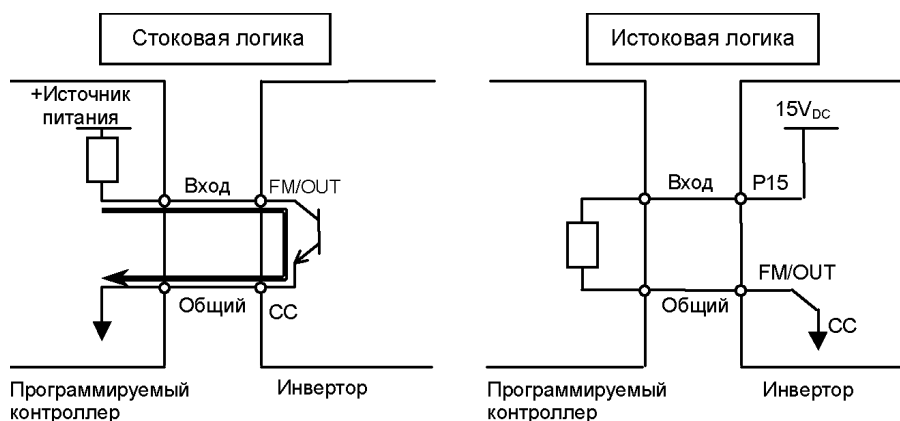 Стоковая логика
+Источник
питания
Вход
FM/OUT
Общий
CC
Программируемый
контроллер
Инвертор
Истоковая логика
15VDC
Вход
P15
FM/OUT
Общий
CC
Программируемый
контроллер
Инвертор